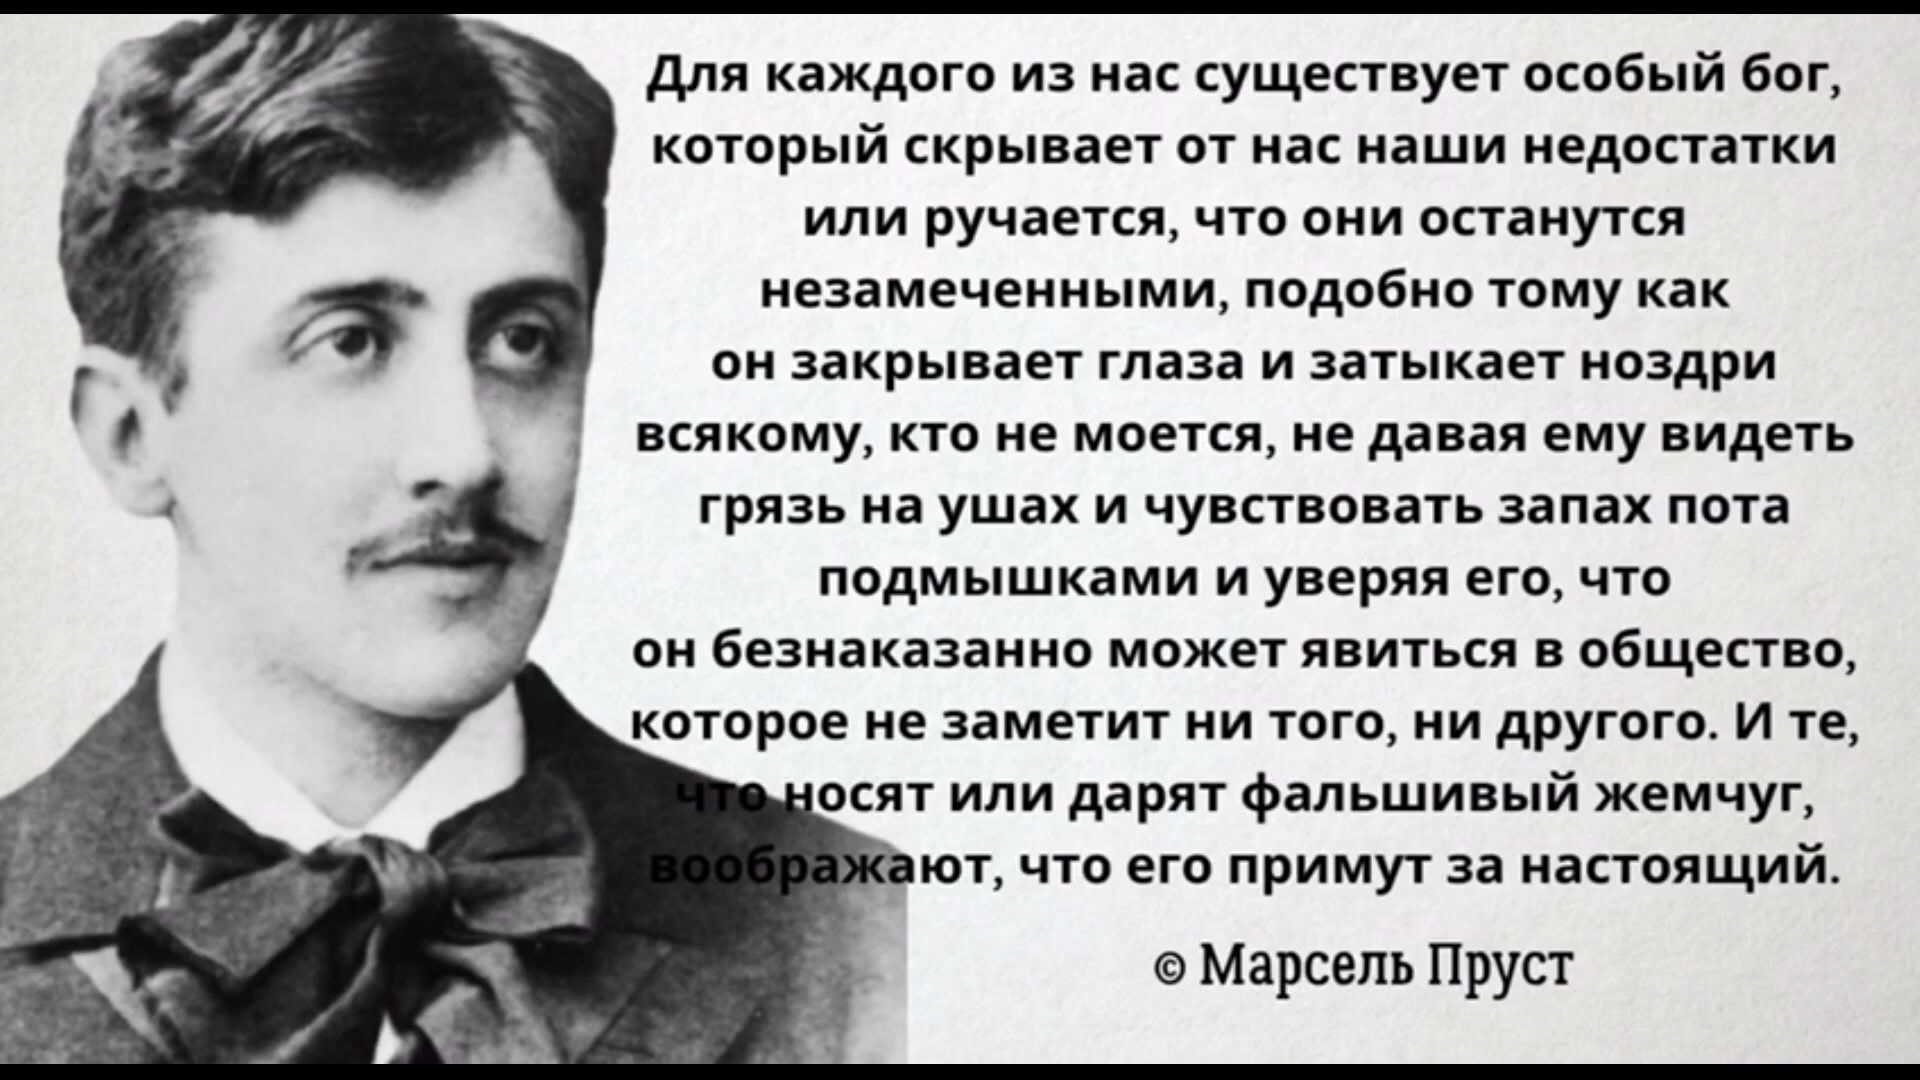 Для каждого из нас существует особый бог,
который скрывает от нас наши недостатки
или ручается, что они останутся
незамеченными, подобно тому как
он закрывает глаза и затыкает ноздри
всякому, кто не моется, не давая ему видеть
грязь на ушах и чувствовать запах пота
подмышками и уверяя его, что
он безнаказанно может явиться в общество,
которое не заметит ни того, ни другого. И те,
что носят или дарят фальшивый жемчуг,
воображают, что его примут за настоящий.
© Марсель Пруст